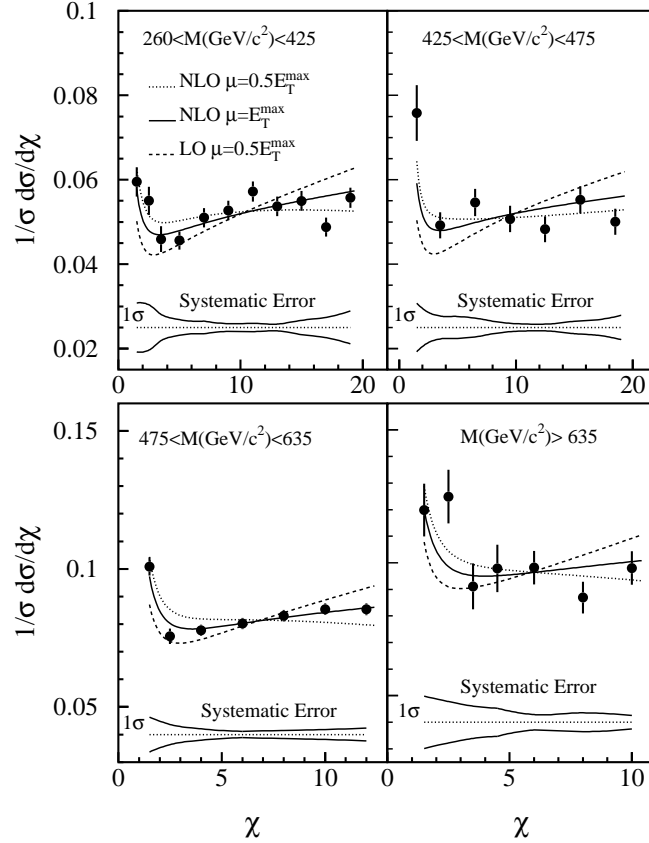 260<M(GeV/c²)<425
425<M(GeV/c²)<475
NLO μ=0.5E_T^max
NLO μ=E_T^max
LO μ=0.5E_T^max
1/σ dσ/dχ
0.1
0.08
0.06
0.04
0.02
1σ
Systematic Error
1σ
Systematic Error
0 10 20
0 10 20
475<M(GeV/c²)<635
M(GeV/c²)> 635
1/σ dσ/dχ
0.15
0.1
0.05
1σ
Systematic Error
1σ
Systematic Error
0 5 10
0 5 10
χ
χ